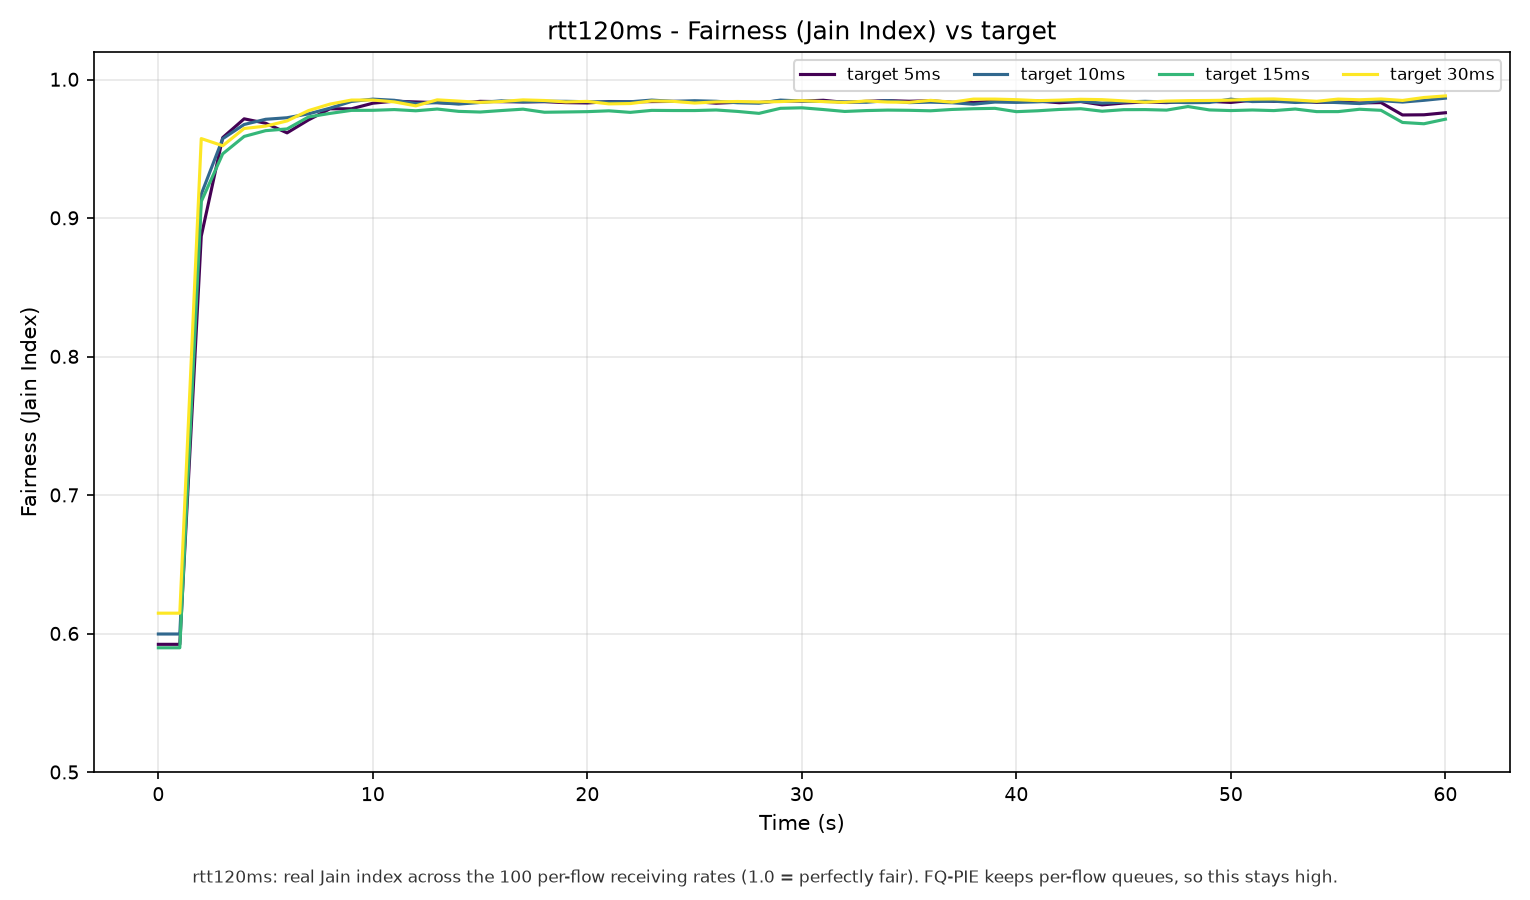 rtt120ms - Fairness (Jain Index) vs target
target 5ms target 10ms target 15ms target 30ms
Fairness (Jain Index)
1.0
0.9
0.8
0.7
0.6
0.5
0 10 20 30 40 50 60
Time (s)
rtt120ms: real Jain index across the 100 per-flow receiving rates (1.0 = perfectly fair). FQ-PIE keeps per-flow queues, so this stays high.